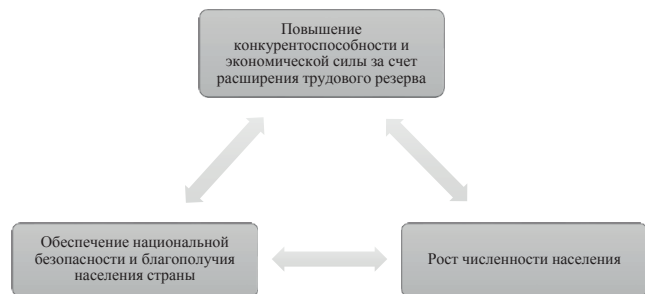 Повышение
конкурентоспособности и
экономической силы за счет
расширения трудового резерва
Обеспечение национальной
безопасности и благополучия
населения страны
Рост численности населения